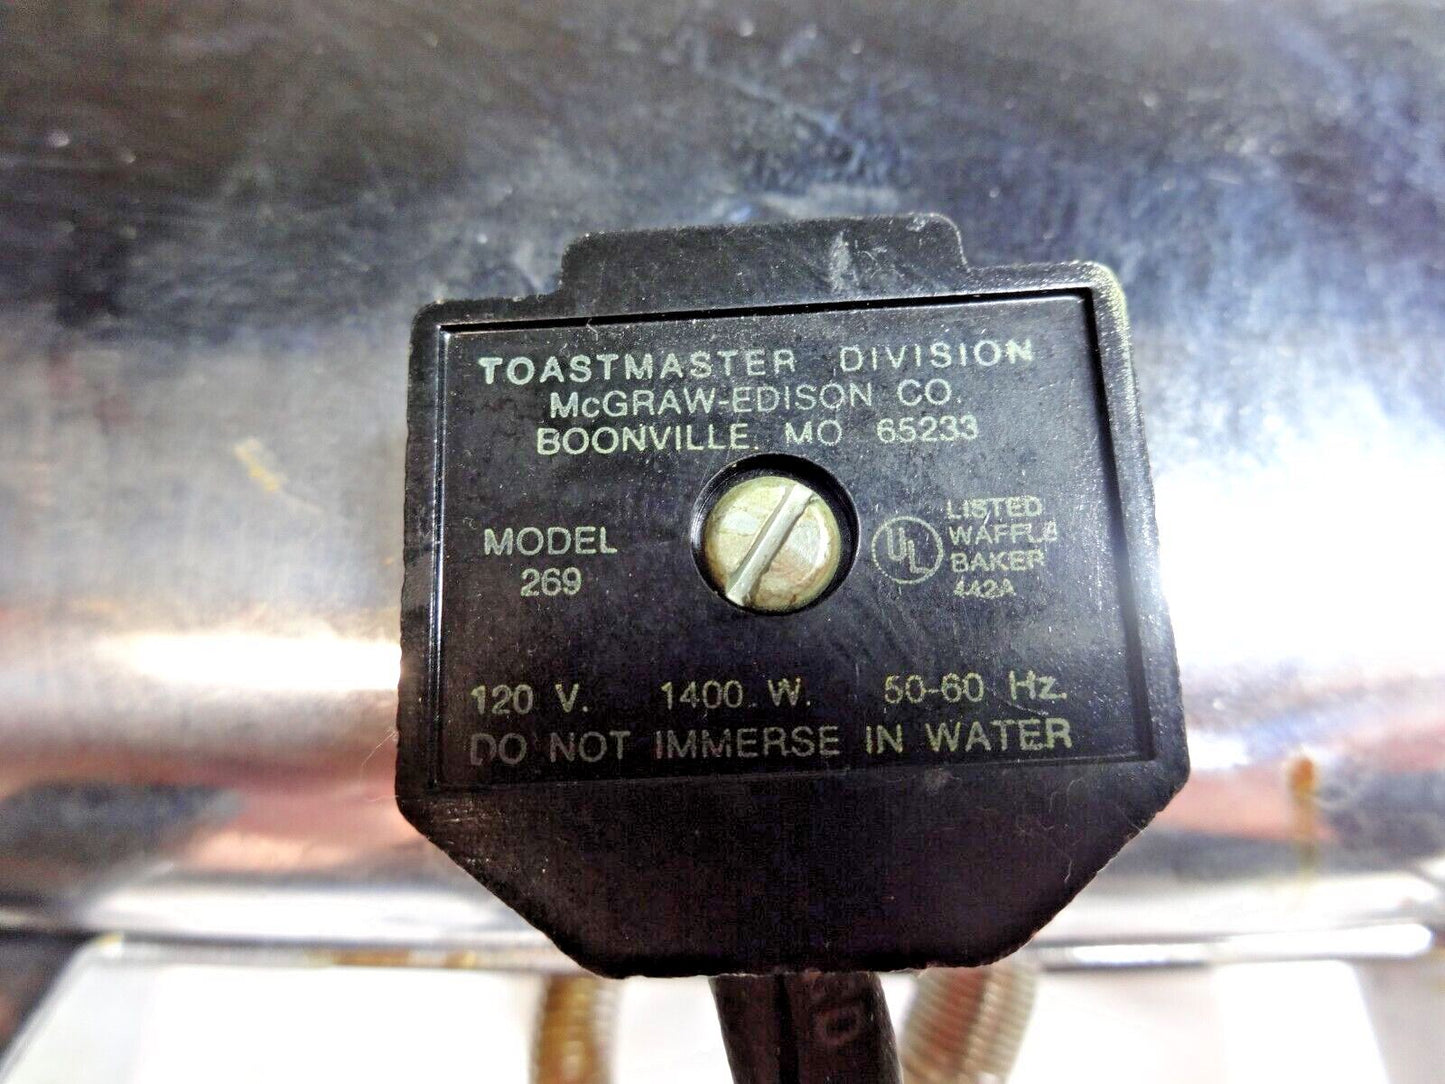 TOASTMASTER DIVISION
McGRAW-EDISON CO.
BOONVILLE, MO 65233
MODEL
269
UL
LISTED
WAFFLE
BAKER
442A
120 V. 1400 W. 50-60 Hz.
DO NOT IMMERSE IN WATER